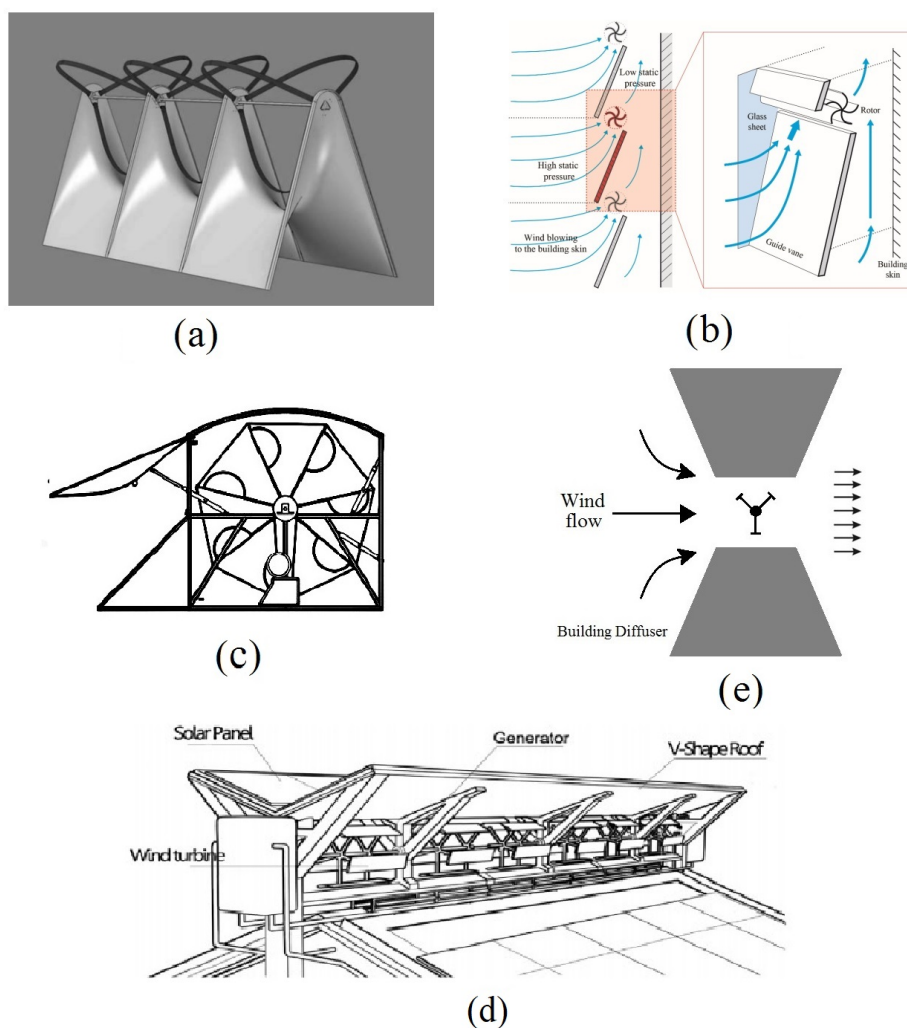 (a)
Low static
pressure
High static
pressure
Wind blowing
to the building skin
Glass
sheet
Rotor
Guide vane
Building
skin
(b)
(c)
Wind
flow
Building Diffuser
(e)
Solar Panel
Generator
V-Shape Roof
Wind turbine
(d)